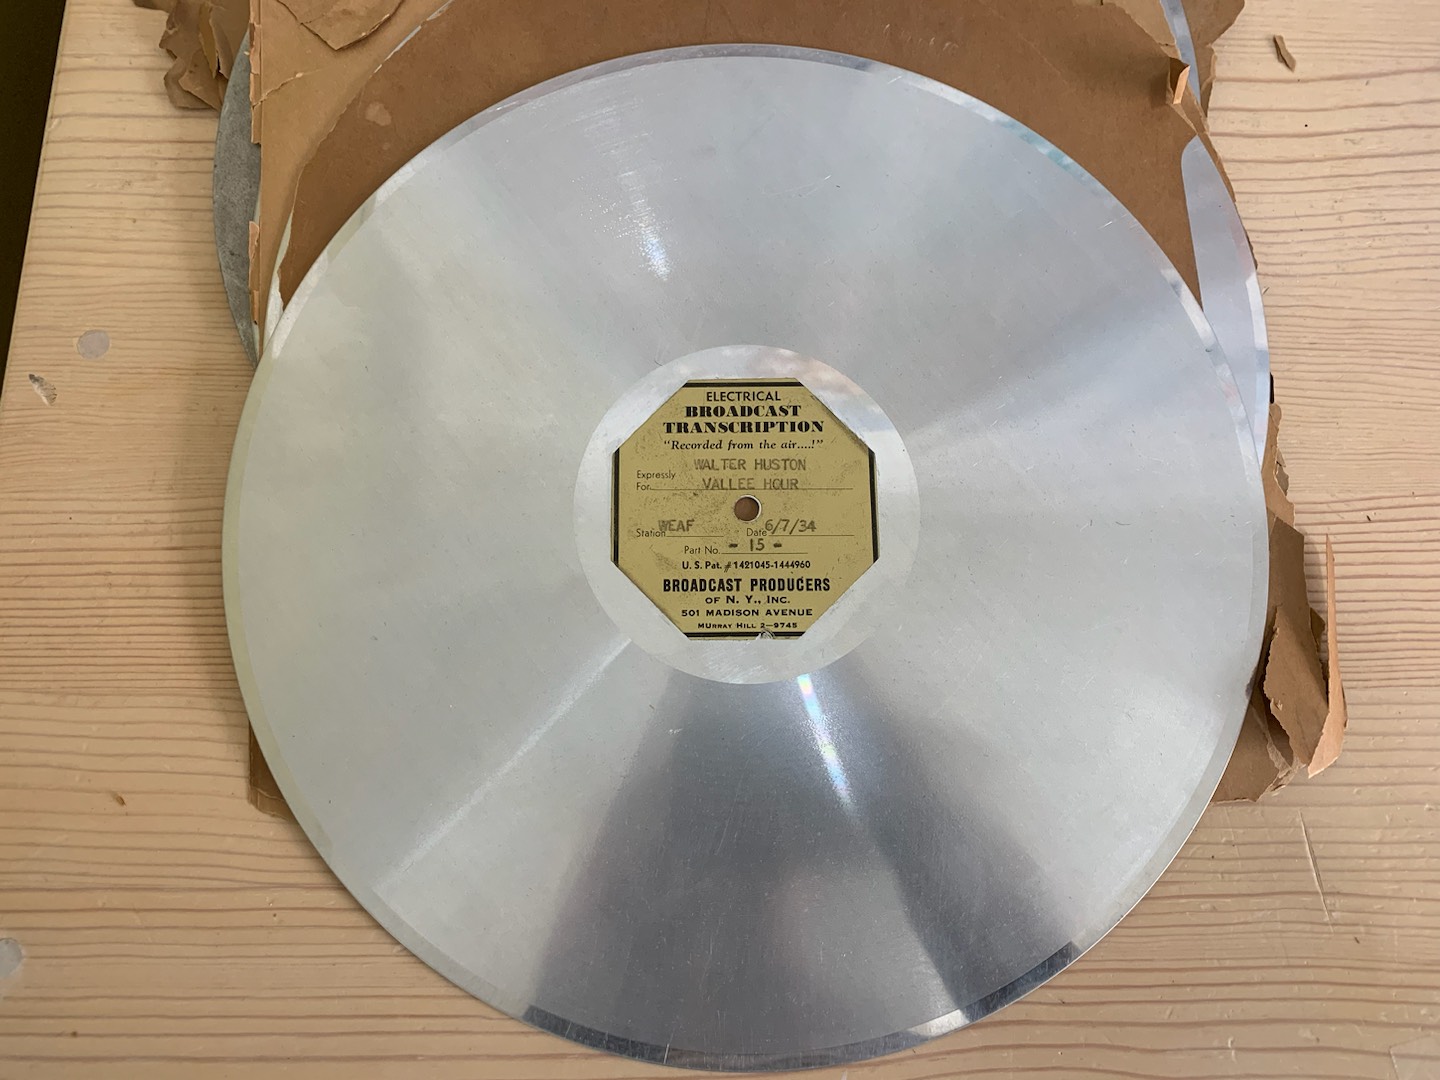 ELECTRICAL
BROADCAST
TRANSCRIPTION
"Recorded from the air....!"
Expressly WALTER HUSTON
For VALLEE HOUR
Station WEAF Date 6/7/34
Part No. - 15 -
U. S. Pat. #1421045-1444960
BROADCAST PRODUCERS
OF N. Y., INC.
501 MADISON AVENUE
MURRAY HILL 2—9745